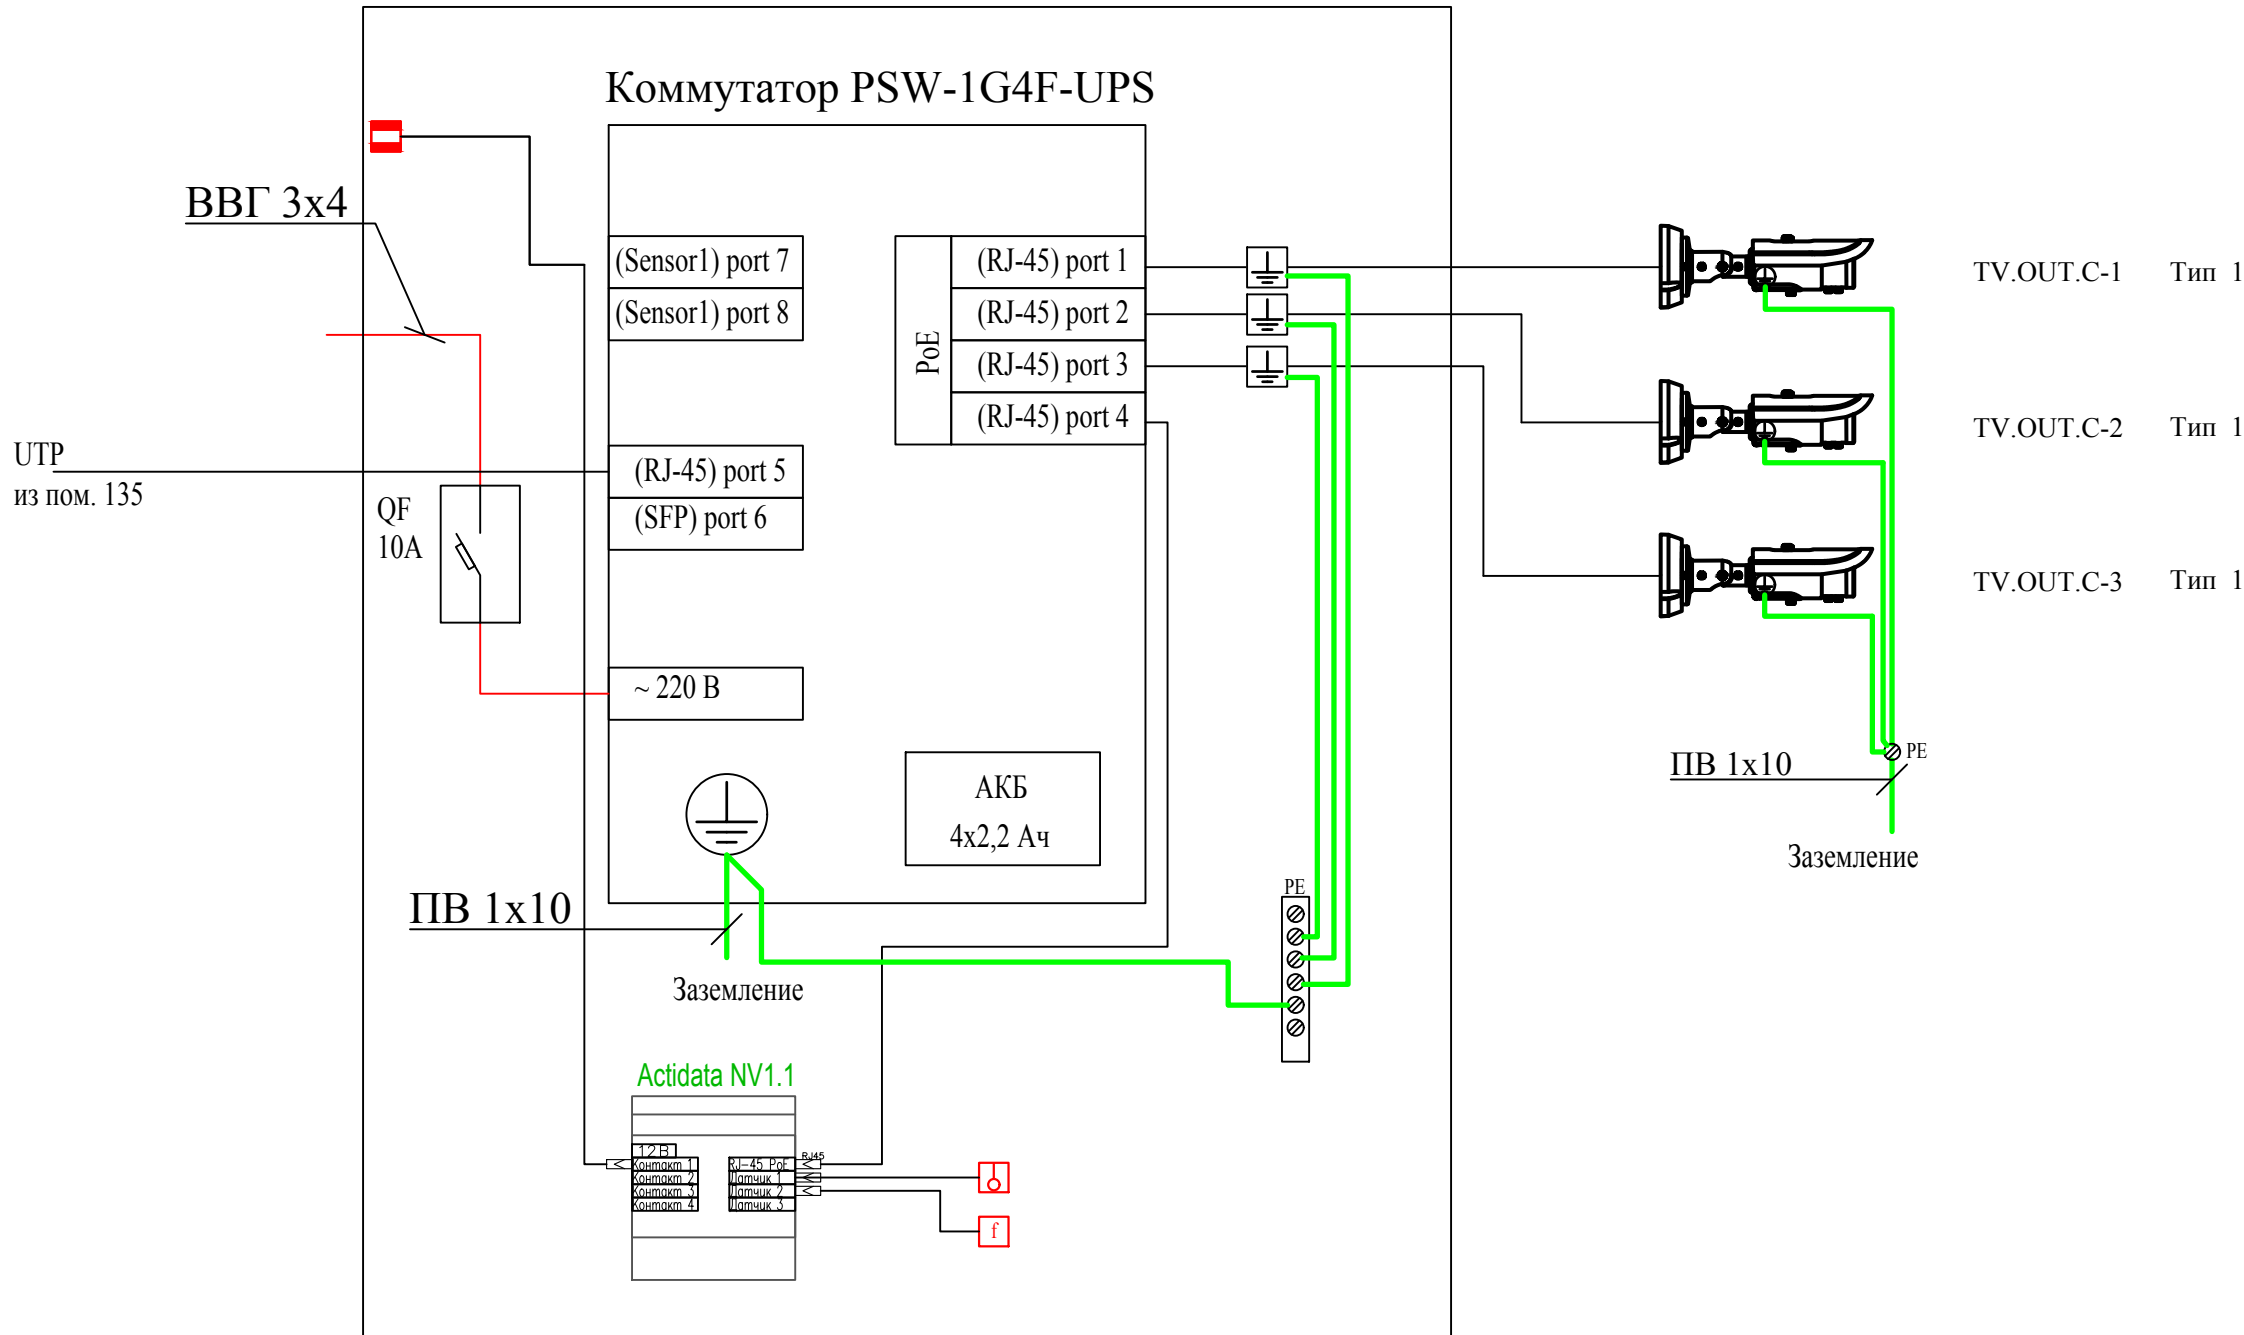 Коммутатор PSW-1G4F-UPS
ВВГ 3х4
(Sensor1) port 7
(Sensor1) port 8
PoE
(RJ-45) port 1
(RJ-45) port 2
(RJ-45) port 3
(RJ-45) port 4
TV.OUT.C-1 Тип 1
TV.OUT.C-2 Тип 1
TV.OUT.C-3 Тип 1
UTP
из пом. 135
QF
10А
(RJ-45) port 5
(SFP) port 6
~ 220 В
АКБ
4х2,2 Ач
ПВ 1х10
Заземление
PE
PE
ПВ 1х10
Заземление
Actidata NV1.1
12В
Контакт 1
Контакт 2
Контакт 3
Контакт 4
RJ-45 PoE
Датчик 1
Датчик 2
Датчик 3
RJ45
f